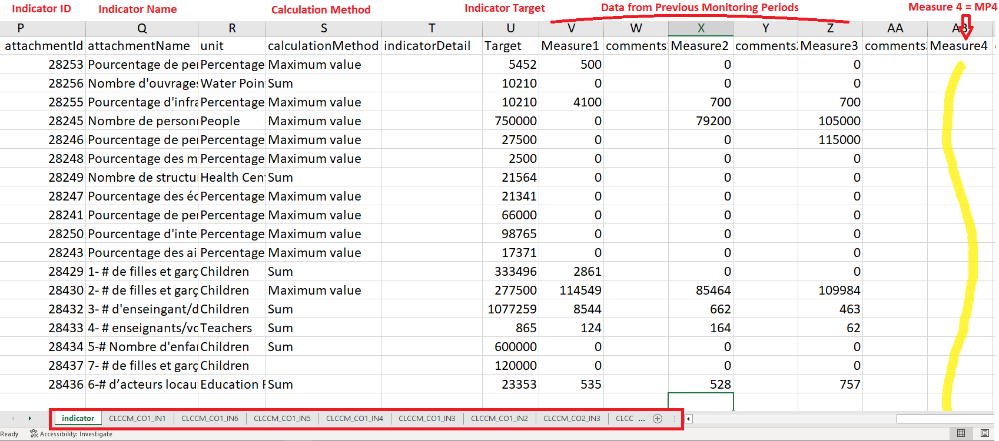 Indicator ID Indicator Name Calculation Method Indicator Target Data from Previous Monitoring Periods Measure 4 = MP4
P Q R S T U V W X Y Z AA AB
attachmentId attachmentName unit calculationMethod indicatorDetail Target Measure1 comments1 Measure2 comments2 Measure3 comments3 Measure4
28253 Pourcentage de per Percentage Maximum value 5452 500 0 0
28256 Nombre d'ouvrages Water Poin Sum 10210 0 0 0
28255 Pourcentage d'infra Percentage Maximum value 10210 4100 700 700
28245 Nombre de personn People Maximum value 750000 0 79200 105000
28246 Pourcentage de per Percentage Maximum value 27500 0 0 115000
28248 Pourcentage des m Percentage Maximum value 2500 0 0 0
28249 Nombre de structu Health Cen Sum 21564 0 0 0
28247 Pourcentage des éc Percentage Maximum value 21341 0 0 0
28241 Pourcentage de per Percentage Maximum value 66000 0 0 0
28250 Pourcentage d'inte Percentage Maximum value 98765 0 0 0
28243 Pourcentage des ai Percentage Maximum value 17371 0 0 0
28429 1- # de filles et garç Children Sum 333496 2861 0 0
28430 2- # de filles et garç Children Maximum value 277500 114549 85464 109984
28432 3- # d'enseingant/d Children Sum 1077259 8544 662 463
28433 4- # enseignants/vo Teachers Sum 865 124 164 62
28434 5-# Nombre d'enfa Children Sum 600000 0 0 0
28437 7- # de filles et garç Children 120000 0 0 0
28436 6-# d’acteurs locau Education F Sum 23353 535 528 757
indicator CLCCM_CO1_IN1 CLCCM_CO1_IN6 CLCCM_CO1_IN5 CLCCM_CO1_IN4 CLCCM_CO1_IN3 CLCCM_CO1_IN2 CLCCM_CO2_IN3 CLCC ...
Ready Accessibility: Investigate